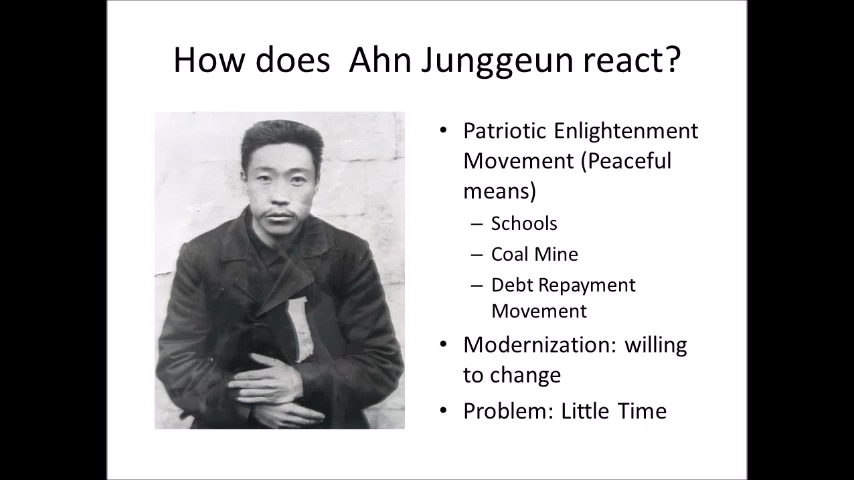 How does  Ahn Junggeun react?
• Patriotic Enlightenment
Movement (Peaceful
means)
– Schools
– Coal Mine
– Debt Repayment
Movement
• Modernization: willing
to change
• Problem: Little Time